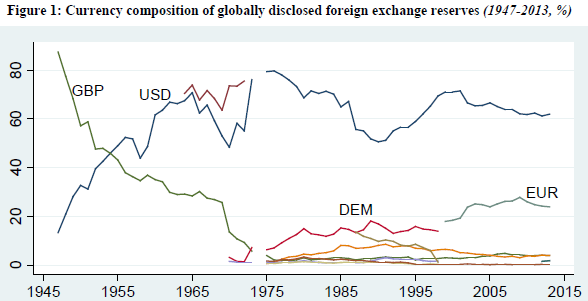 Figure 1: Currency composition of globally disclosed foreign exchange reserves (1947-2013, %)
80
GBP
USD
60
40
EUR
DEM
20
0
1945 1955 1965 1975 1985 1995 2005 2015